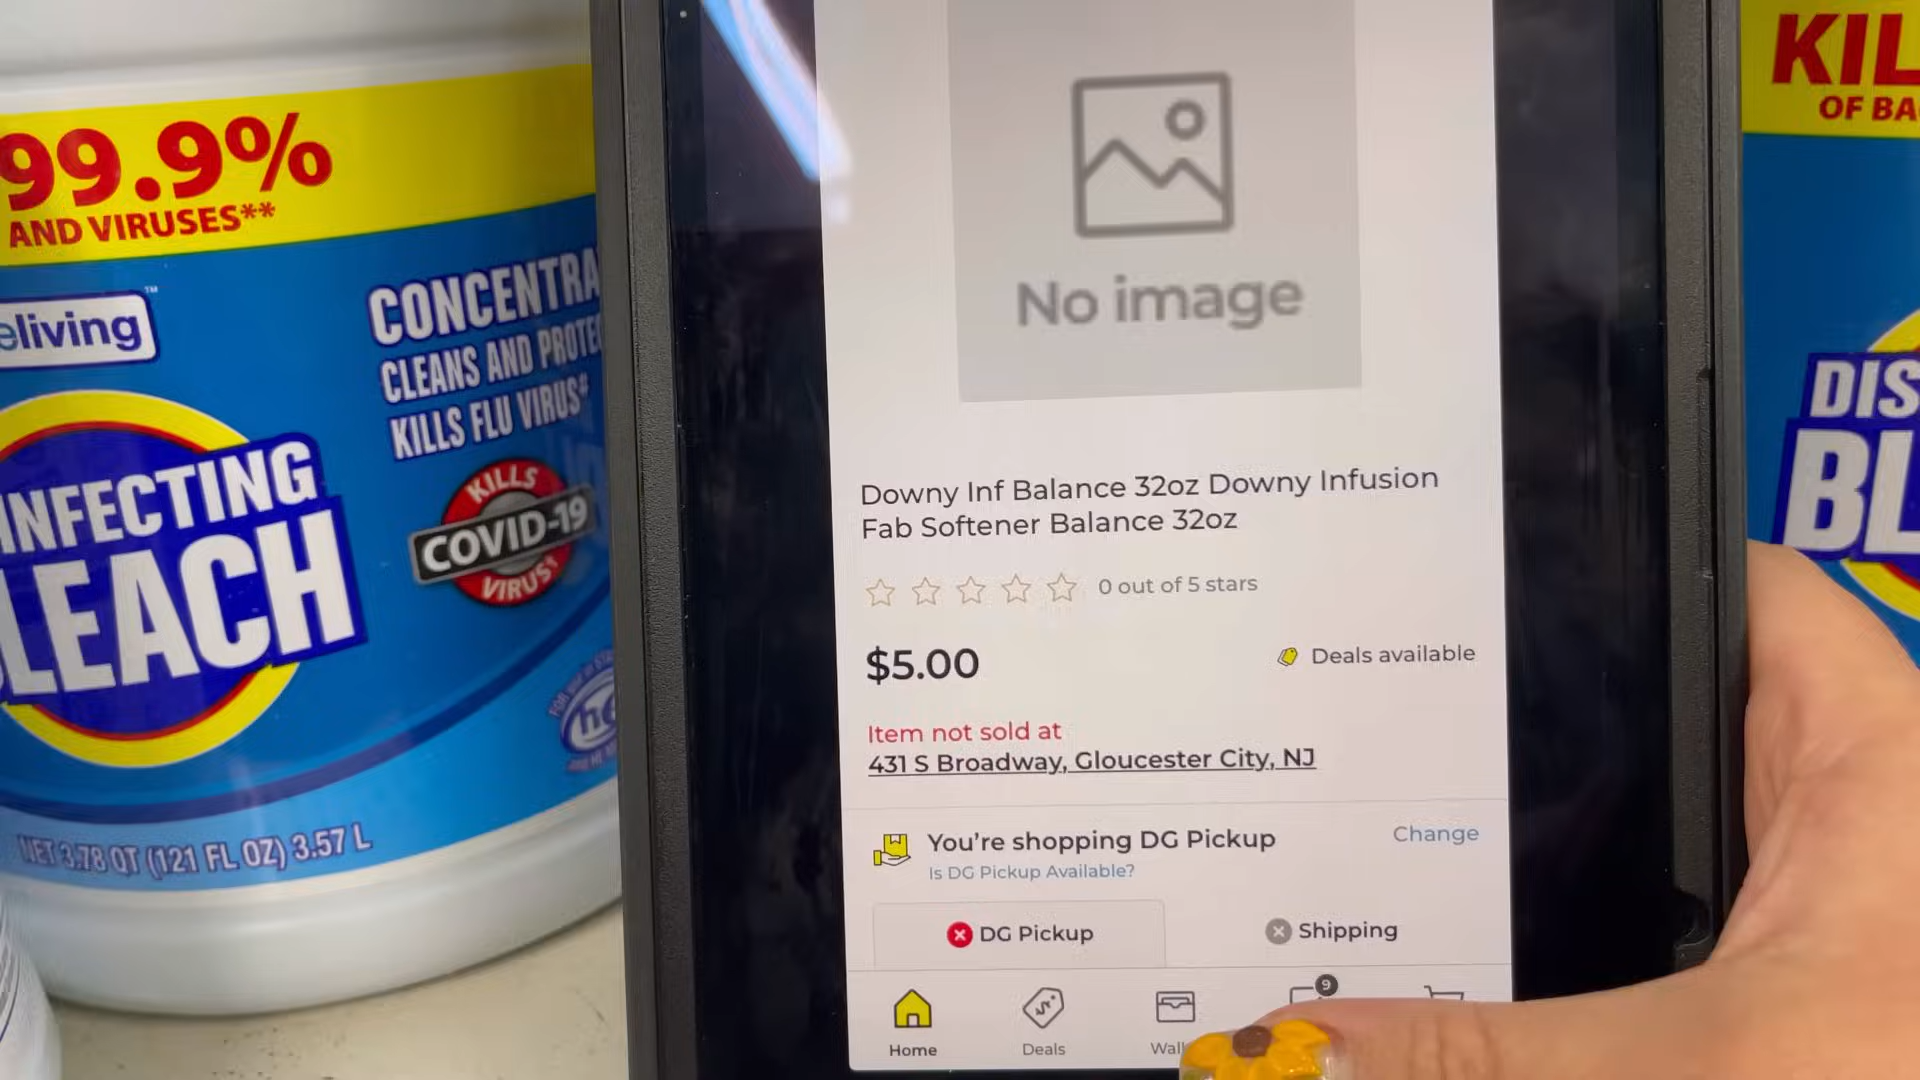 99.9%
AND VIRUSES**
eliving™
CONCENTRA
CLEANS AND PROTEC
KILLS FLU VIRUS‡
INFECTING
LEACH
KILLS
COVID-19
VIRUS†
he
NET 3.78 QT (121 FL OZ) 3.57 L
No image
Downy Inf Balance 32oz Downy Infusion
Fab Softener Balance 32oz
0 out of 5 stars
$5.00
Deals available
Item not sold at
431 S Broadway, Gloucester City, NJ
You’re shopping DG Pickup
Change
Is DG Pickup Available?
DG Pickup
Shipping
9
Home
Deals
Wall
KIL
OF BA
DIS
BL